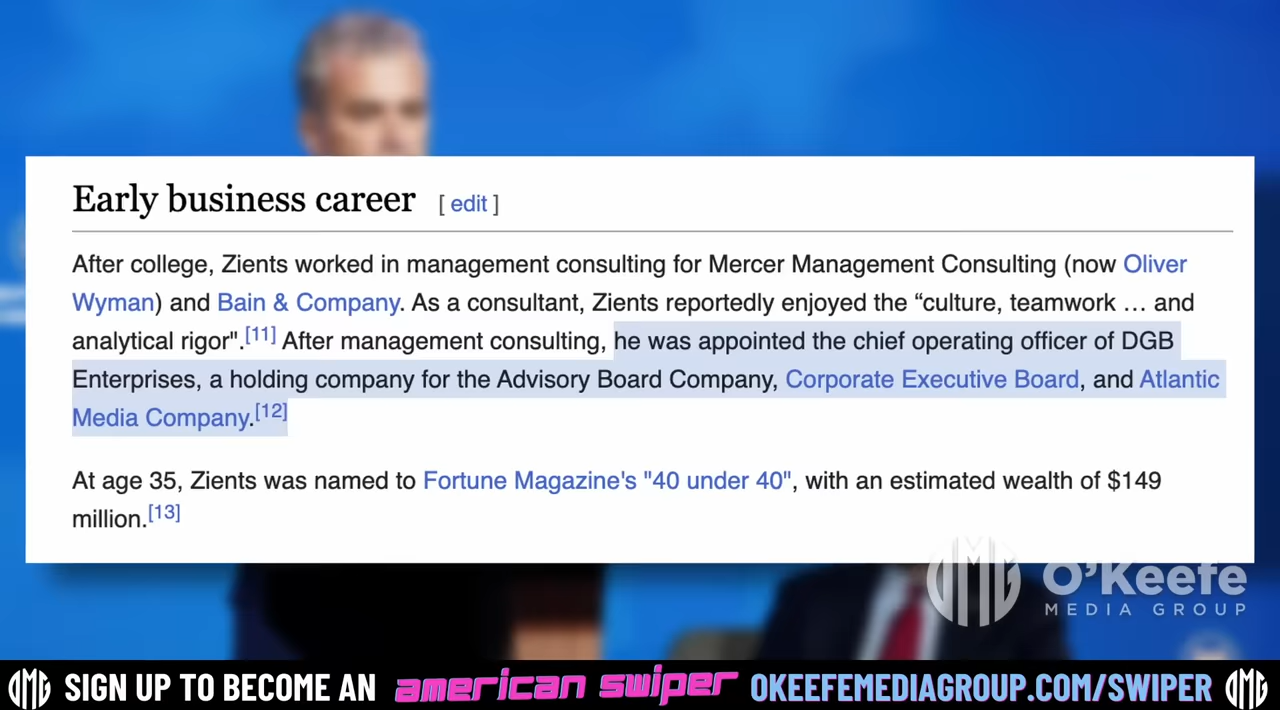 Early business career [ edit ]
After college, Zients worked in management consulting for Mercer Management Consulting (now Oliver
Wyman) and Bain & Company. As a consultant, Zients reportedly enjoyed the “culture, teamwork … and
analytical rigor".[11] After management consulting, he was appointed the chief operating officer of DGB
Enterprises, a holding company for the Advisory Board Company, Corporate Executive Board, and Atlantic
Media Company.[12]
At age 35, Zients was named to Fortune Magazine's "40 under 40", with an estimated wealth of $149
million.[13]
OMG O'Keefe
MEDIA GROUP
OMG SIGN UP TO BECOME AN american swiper OKEEFEMEDIAGROUP.COM/SWIPER OMG